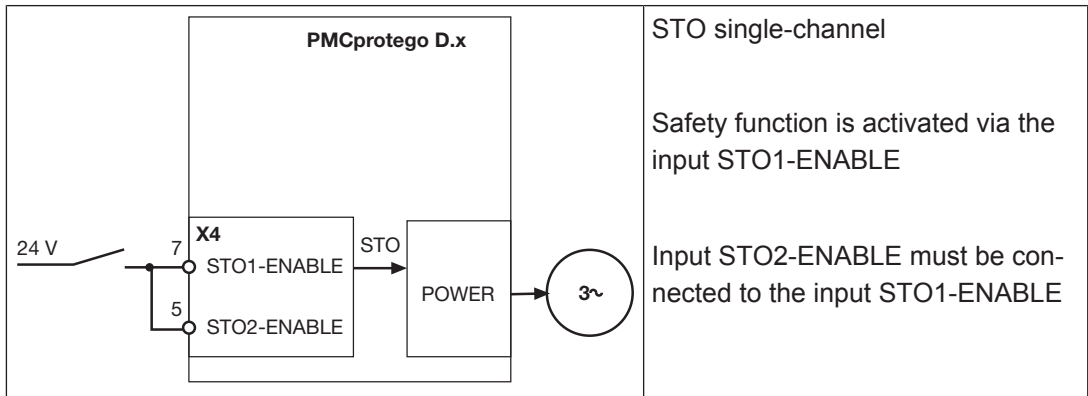 PMCprotego D.x
24 V
7
5
X4
STO1-ENABLE
STO2-ENABLE
STO
POWER
3~
STO single-channel
Safety function is activated via the
input STO1-ENABLE
Input STO2-ENABLE must be con-
nected to the input STO1-ENABLE